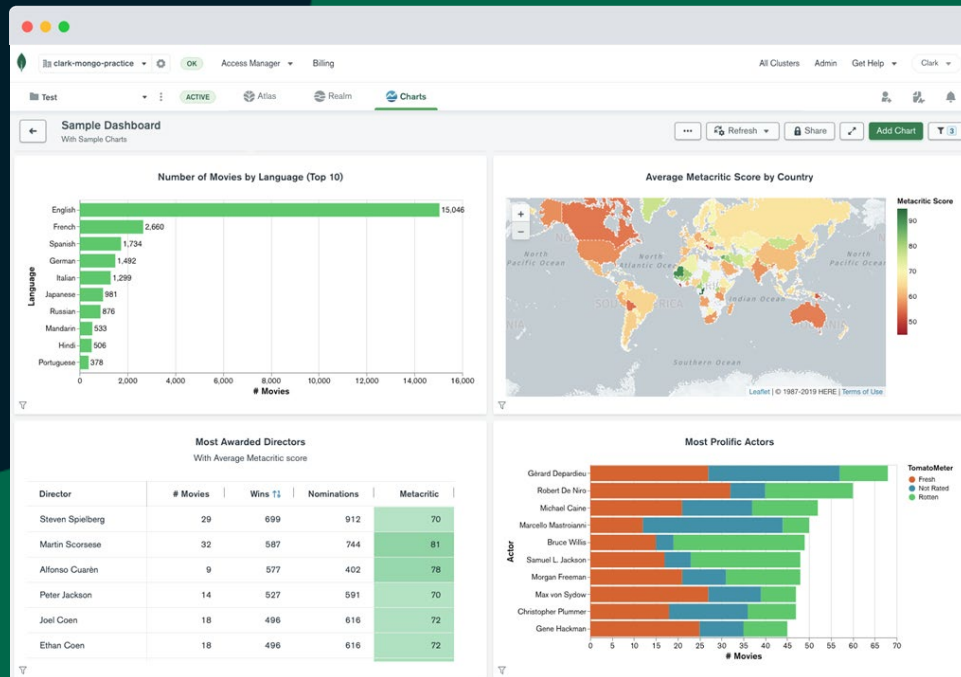 clark-mongo-practice
OK
Access Manager
Billing
All Clusters
Admin
Get Help
Clark
Test
ACTIVE
Atlas
Realm
Charts
Sample Dashboard
With Sample Charts
Refresh
Share
Add Chart
3
Number of Movies by Language (Top 10)
Language
English 15,046
French 2,660
Spanish 1,734
German 1,492
Italian 1,299
Japanese 981
Russian 876
Mandarin 533
Hindi 506
Portuguese 378
0 2,000 4,000 6,000 8,000 10,000 12,000 14,000 16,000
# Movies
Average Metacritic Score by Country
+
−
North
Pacific Ocean
North
Atlantic Ocean
North
Pacific Ocean
Indian Ocean
Southern Ocean
Leaflet | © 1987-2019 HERE | Terms of Use
Metacritic Score
90
80
70
60
50
Most Awarded Directors
With Average Metacritic score
Director # Movies Wins Nominations Metacritic
Steven Spielberg 29 699 912 70
Martin Scorsese 32 587 744 81
Alfonso Cuarèn 9 577 402 78
Peter Jackson 14 527 591 70
Joel Coen 18 496 616 72
Ethan Coen 18 496 616 72
Most Prolific Actors
Actor
Gèrard Depardieu
Robert De Niro
Michael Caine
Marcello Mastroianni
Bruce Willis
Samuel L. Jackson
Morgan Freeman
Max von Sydow
Christopher Plummer
Gene Hackman
0 5 10 15 20 25 30 35 40 45 50 55 60 65 70
# Movies
TomatoMeter
Fresh
Not Rated
Rotten